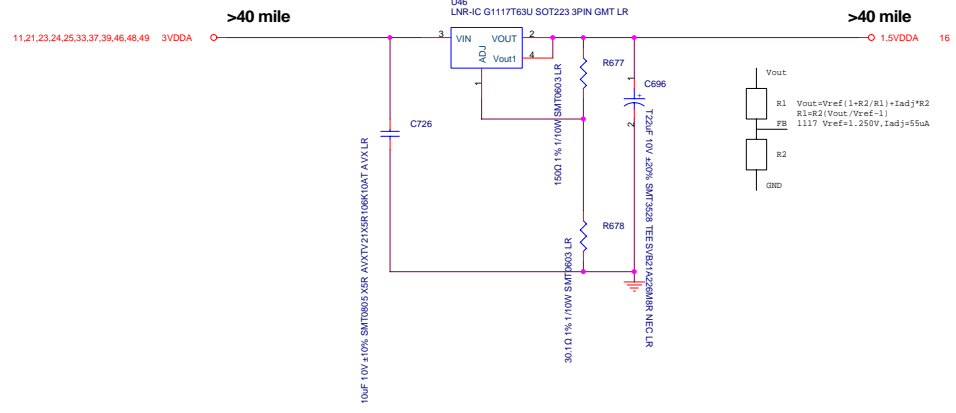 U46
LNR-IC G1117T63U SOT223 3PIN GMT LR
>40 mile
>40 mile
11,21,23,24,25,33,37,39,46,48,49 3VDDA
3 VIN VOUT 2
ADJ
Vout1 4
1
1.5VDDA 16
R677
150Ω 1% 1/10W SMT0603 LR
1
C696
2
T22uF 10V ±20% SMT3528 TEESVB21A226M8R NEC LR
C726
10uF 10V ±10% SMT0805 X5R AVXTV21X5R106K10AT AVX LR
R678
30.1Ω 1% 1/10W SMT0603 LR
Vout
R1 Vout=Vref(1+R2/R1)+Iadj*R2
R1=R2(Vout/Vref-1)
FB 1117 Vref=1.250V,Iadj=55uA
R2
GND